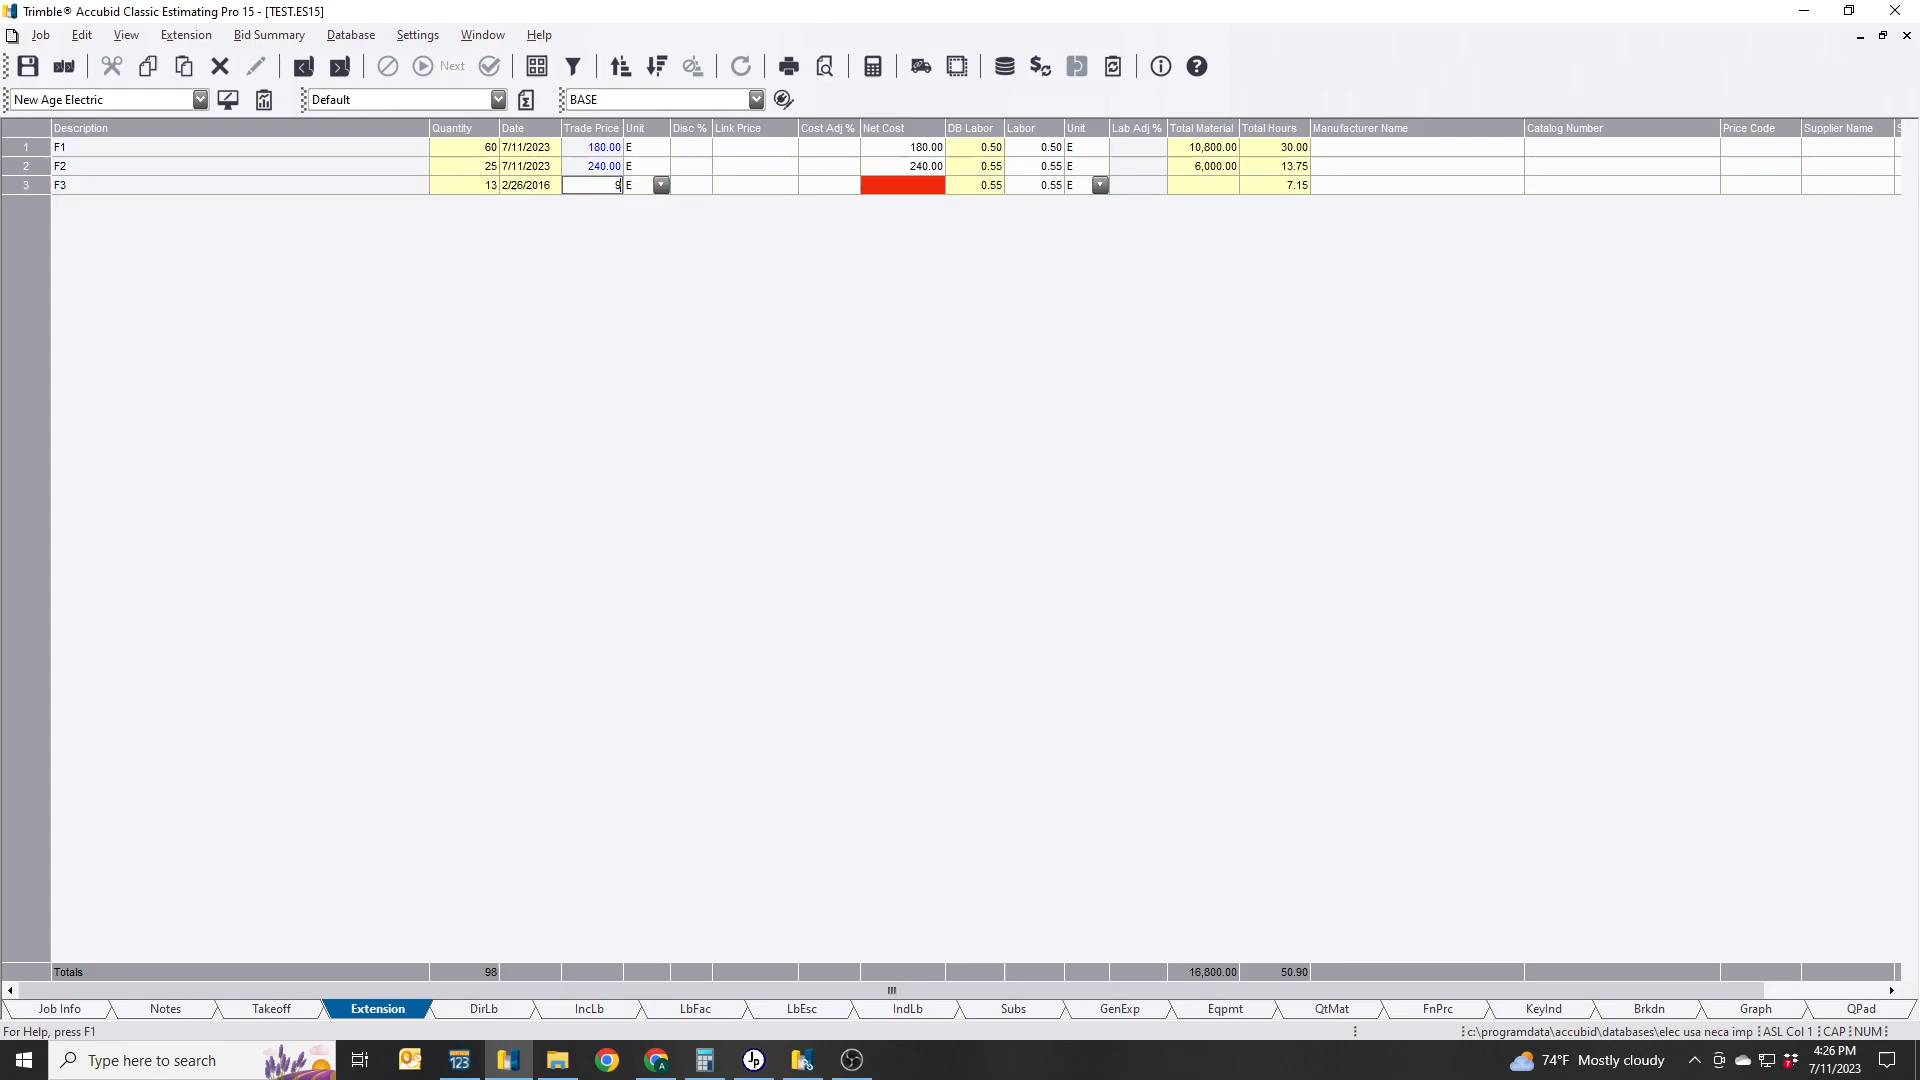 Trimble® Accubid Classic Estimating Pro 15 - [TEST.ES15]
Job Edit View Extension Bid Summary Database Settings Window Help
Next
New Age Electric Default BASE
Description Quantity Date Trade Price Unit Disc % Link Price Cost Adj % Net Cost DB Labor Labor Unit Lab Adj % Total Material Total Hours Manufacturer Name Catalog Number Price Code Supplier Name
1 F1 60 7/11/2023 180.00 E 180.00 0.50 0.50 E 10,800.00 30.00
2 F2 25 7/11/2023 240.00 E 240.00 0.55 0.55 E 6,000.00 13.75
3 F3 13 2/26/2016 9 E 0.55 0.55 E 7.15
Totals 98 16,800.00 50.90
Job Info Notes Takeoff Extension DirLb IncLb LbFac LbEsc IndLb Subs GenExp Eqpmt QtMat FnPrc KeyInd Brkdn Graph QPad
For Help, press F1 c:\programdata\accubid\databases\elec usa neca imp ASL Col 1 CAP NUM
Type here to search 123 74°F Mostly cloudy 4:26 PM
7/11/2023